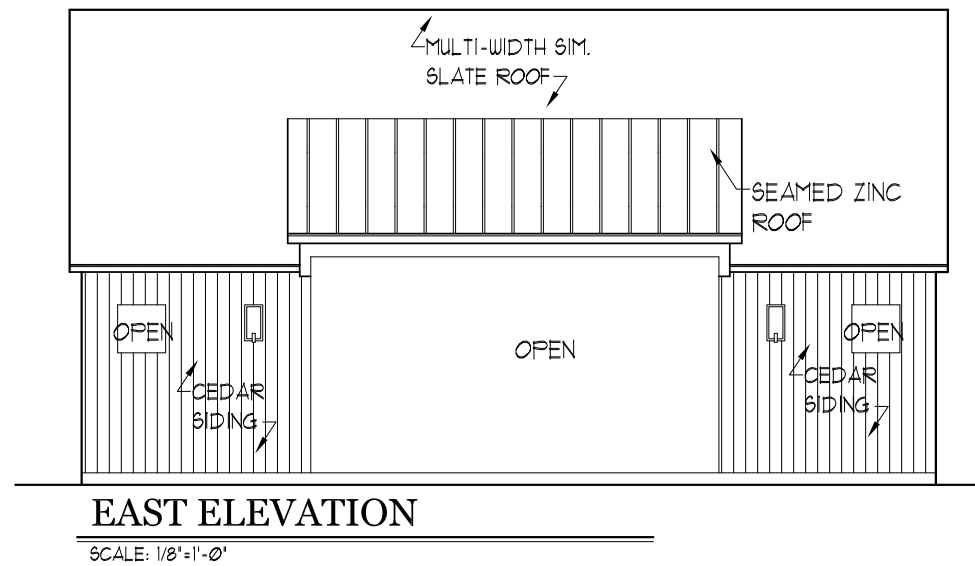 MULTI-WIDTH SIM.
SLATE ROOF
SEAMED ZINC
ROOF
OPEN
OPEN
OPEN
CEDAR
SIDING
CEDAR
SIDING
EAST ELEVATION
SCALE: 1/8"=1'-0"